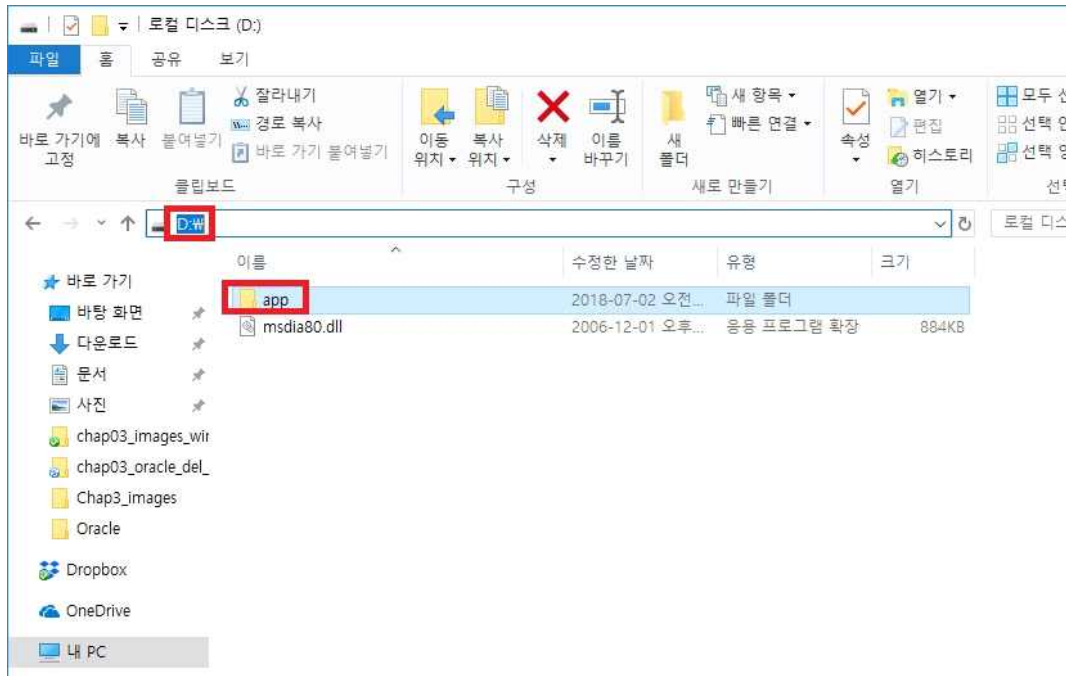 로컬 디스크 (D:)
파일 홈 공유 보기
바로 가기에 고정
복사
붙여넣기
잘라내기
경로 복사
바로 가기 붙여넣기
클립보드
이동 위치
복사 위치
삭제
이름 바꾸기
구성
새 폴더
새 항목
빠른 연결
새로 만들기
속성
열기
편집
히스토리
열기
모두
선택
선택
D:₩
로컬
이름 수정한 날짜 유형 크기
app 2018-07-02 오전... 파일 폴더
msdia80.dll 2006-12-01 오후... 응용 프로그램 확장 884KB
바로 가기
바탕 화면
다운로드
문서
사진
chap03_images_wir
chap03_oracle_del_
Chap3_images
Oracle
Dropbox
OneDrive
내 PC